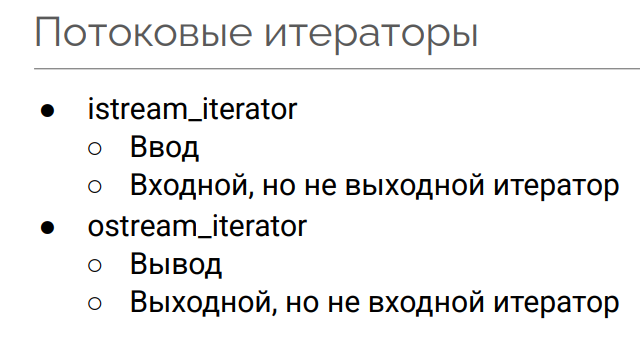 Потоковые итераторы
● istream_iterator
○ Ввод
○ Входной, но не выходной итератор
● ostream_iterator
○ Вывод
○ Выходной, но не входной итератор